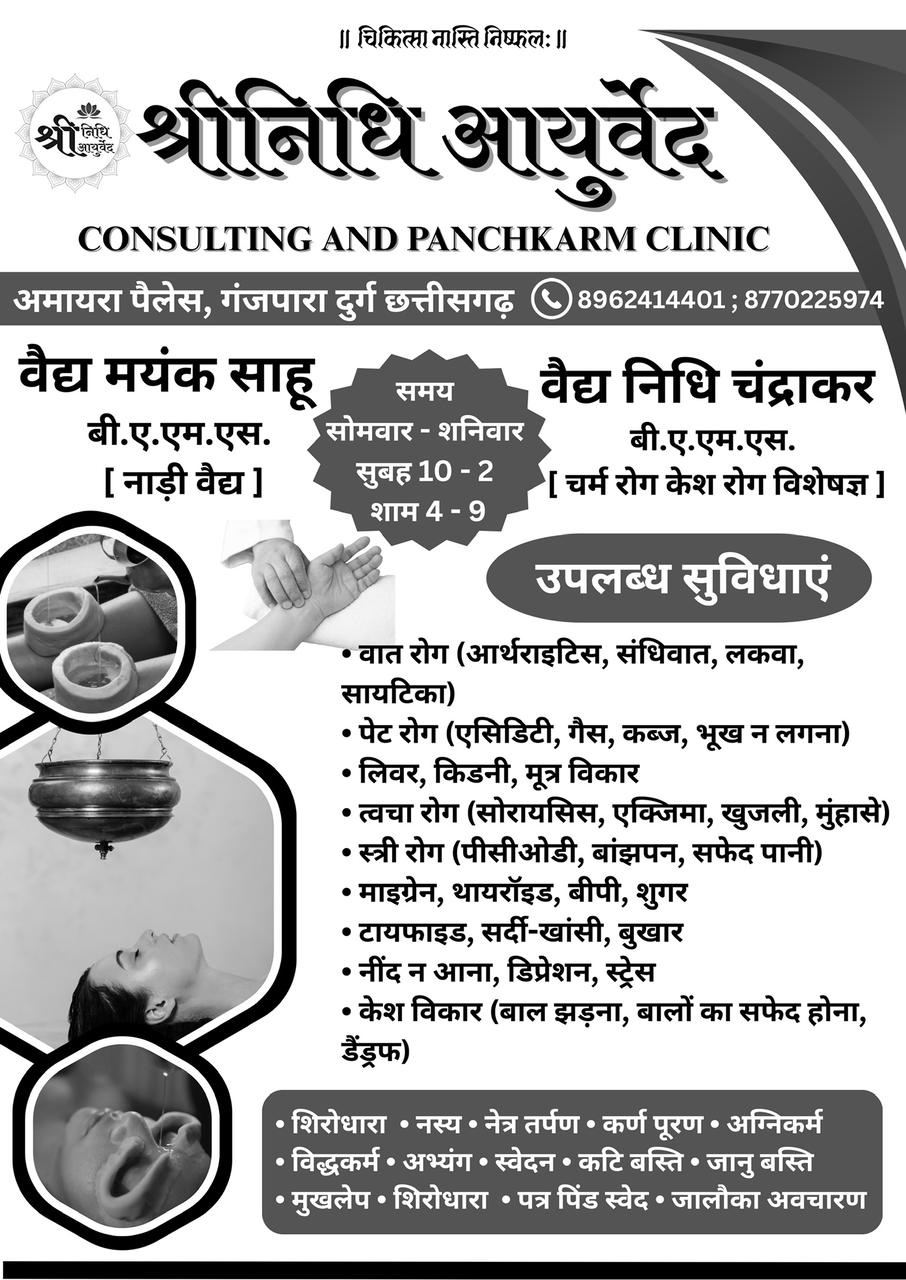 ॥ चिकित्सा नास्ति निष्फलः ॥
श्री निधि आयुर्वेद
श्रीनिधि आयुर्वेद
CONSULTING AND PANCHKARM CLINIC
अमायरा पैलेस, गंजपारा दुर्ग छत्तीसगढ़ 8962414401 ; 8770225974
वैद्य मयंक साहू
बी.ए.एम.एस.
[ नाड़ी वैद्य ]
समय
सोमवार - शनिवार
सुबह 10 - 2
शाम 4 - 9
वैद्य निधि चंद्राकर
बी.ए.एम.एस.
[ चर्म रोग केश रोग विशेषज्ञ ]
उपलब्ध सुविधाएं
• वात रोग (आर्थराइटिस, संधिवात, लकवा,
सायटिका)
• पेट रोग (एसिडिटी, गैस, कब्ज, भूख न लगना)
• लिवर, किडनी, मूत्र विकार
• त्वचा रोग (सोरायसिस, एक्जिमा, खुजली, मुंहासे)
• स्त्री रोग (पीसीओडी, बांझपन, सफेद पानी)
• माइग्रेन, थायरॉइड, बीपी, शुगर
• टायफाइड, सर्दी-खांसी, बुखार
• नींद न आना, डिप्रेशन, स्ट्रेस
• केश विकार (बाल झड़ना, बालों का सफेद होना,
डैंड्रफ)
• शिरोधारा • नस्य • नेत्र तर्पण • कर्ण पूरण • अग्निकर्म
• विद्धकर्म • अभ्यंग • स्वेदन • कटि बस्ति • जानु बस्ति
• मुखलेप • शिरोधारा • पत्र पिंड स्वेद • जालौका अवचारण